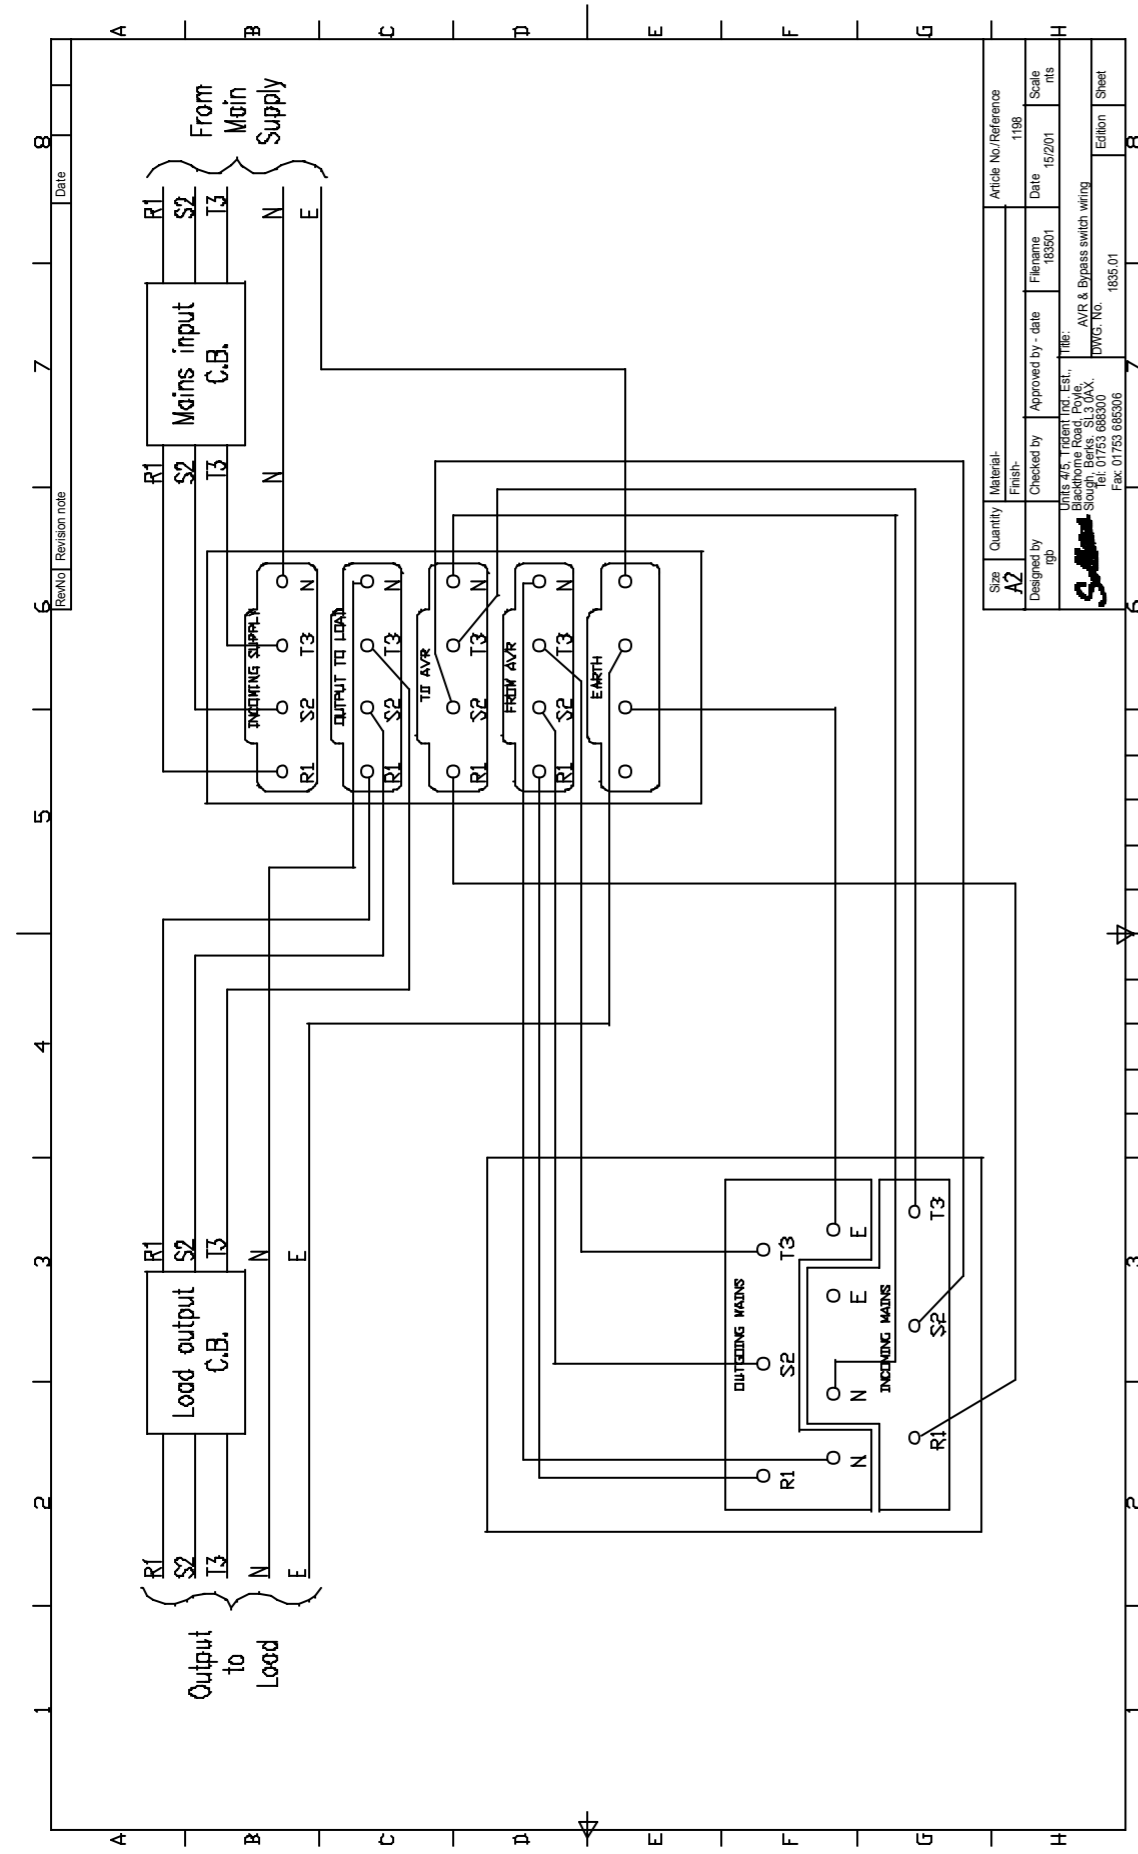 1 2 3 4 5 6 7 8
RevNo Revision note Date
A A
B B
C C
D D
E E
F F
G G
H H
Output
to
Load
R1
S2
T3
N
E
Load output
C.B.
R1
S2
T3
N
E
R1
S2
T3
N
Mains input
C.B.
R1
S2
T3
N
E
From
Main
Supply
INCOMING SUPPLY
R1 S2 T3 N
OUTPUT TO LOAD
R1 S2 T3 N
TO AVR
R1 S2 T3 N
FROM AVR
R1 S2 T3 N
EARTH
OUTGOING MAINS
R1 S2 T3
N N E E
INCOMING MAINS
R1 S2 T3
Size
A2
Quantity
Material-
Finish-
Article No./Reference
1198
Designed by
rgb
Checked by
Approved by - date
Filename
183501
Date
15/2/01
Scale
nts
Units 4/5, Trident Ind. Est.,
Blackthorne Road, Poyle,
Slough, Berks. SL3 0AX.
Tel: 01753 688300
Fax: 01753 685306
Title:
AVR & Bypass switch wiring
DWG. No.
1835.01
Edition
Sheet
1 2 3 6 7 8